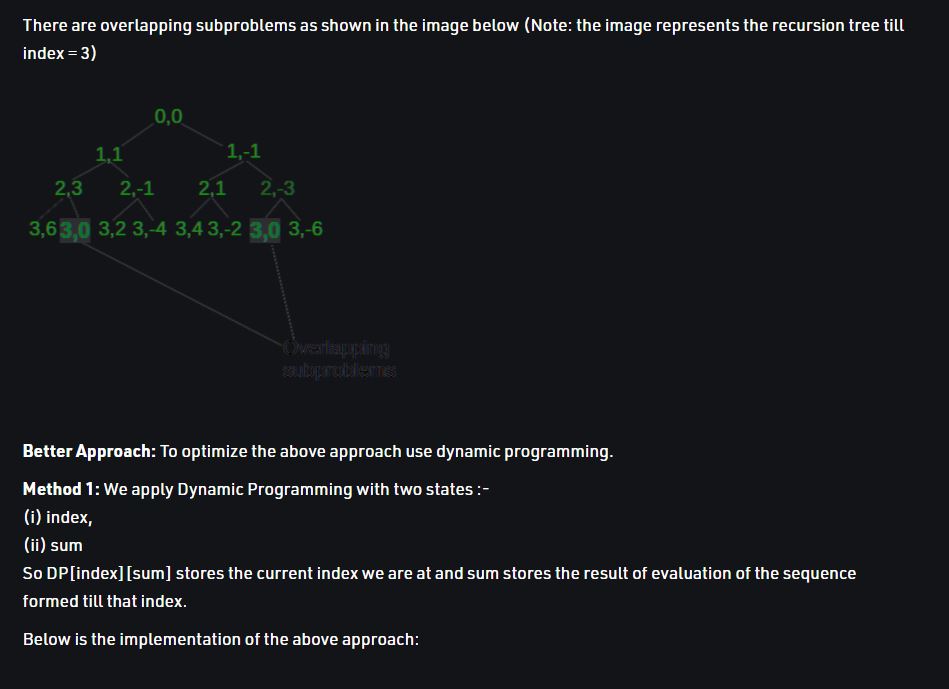 There are overlapping subproblems as shown in the image below (Note: the image represents the recursion tree till
index = 3)
0,0
1,1 1,-1
2,3 2,-1 2,1 2,-3
3,6 3,0 3,2 3,-4 3,4 3,-2 3,0 3,-6
Overlapping
subproblems
Better Approach: To optimize the above approach use dynamic programming.
Method 1: We apply Dynamic Programming with two states :-
(i) index,
(ii) sum
So DP[index][sum] stores the current index we are at and sum stores the result of evaluation of the sequence
formed till that index.
Below is the implementation of the above approach: